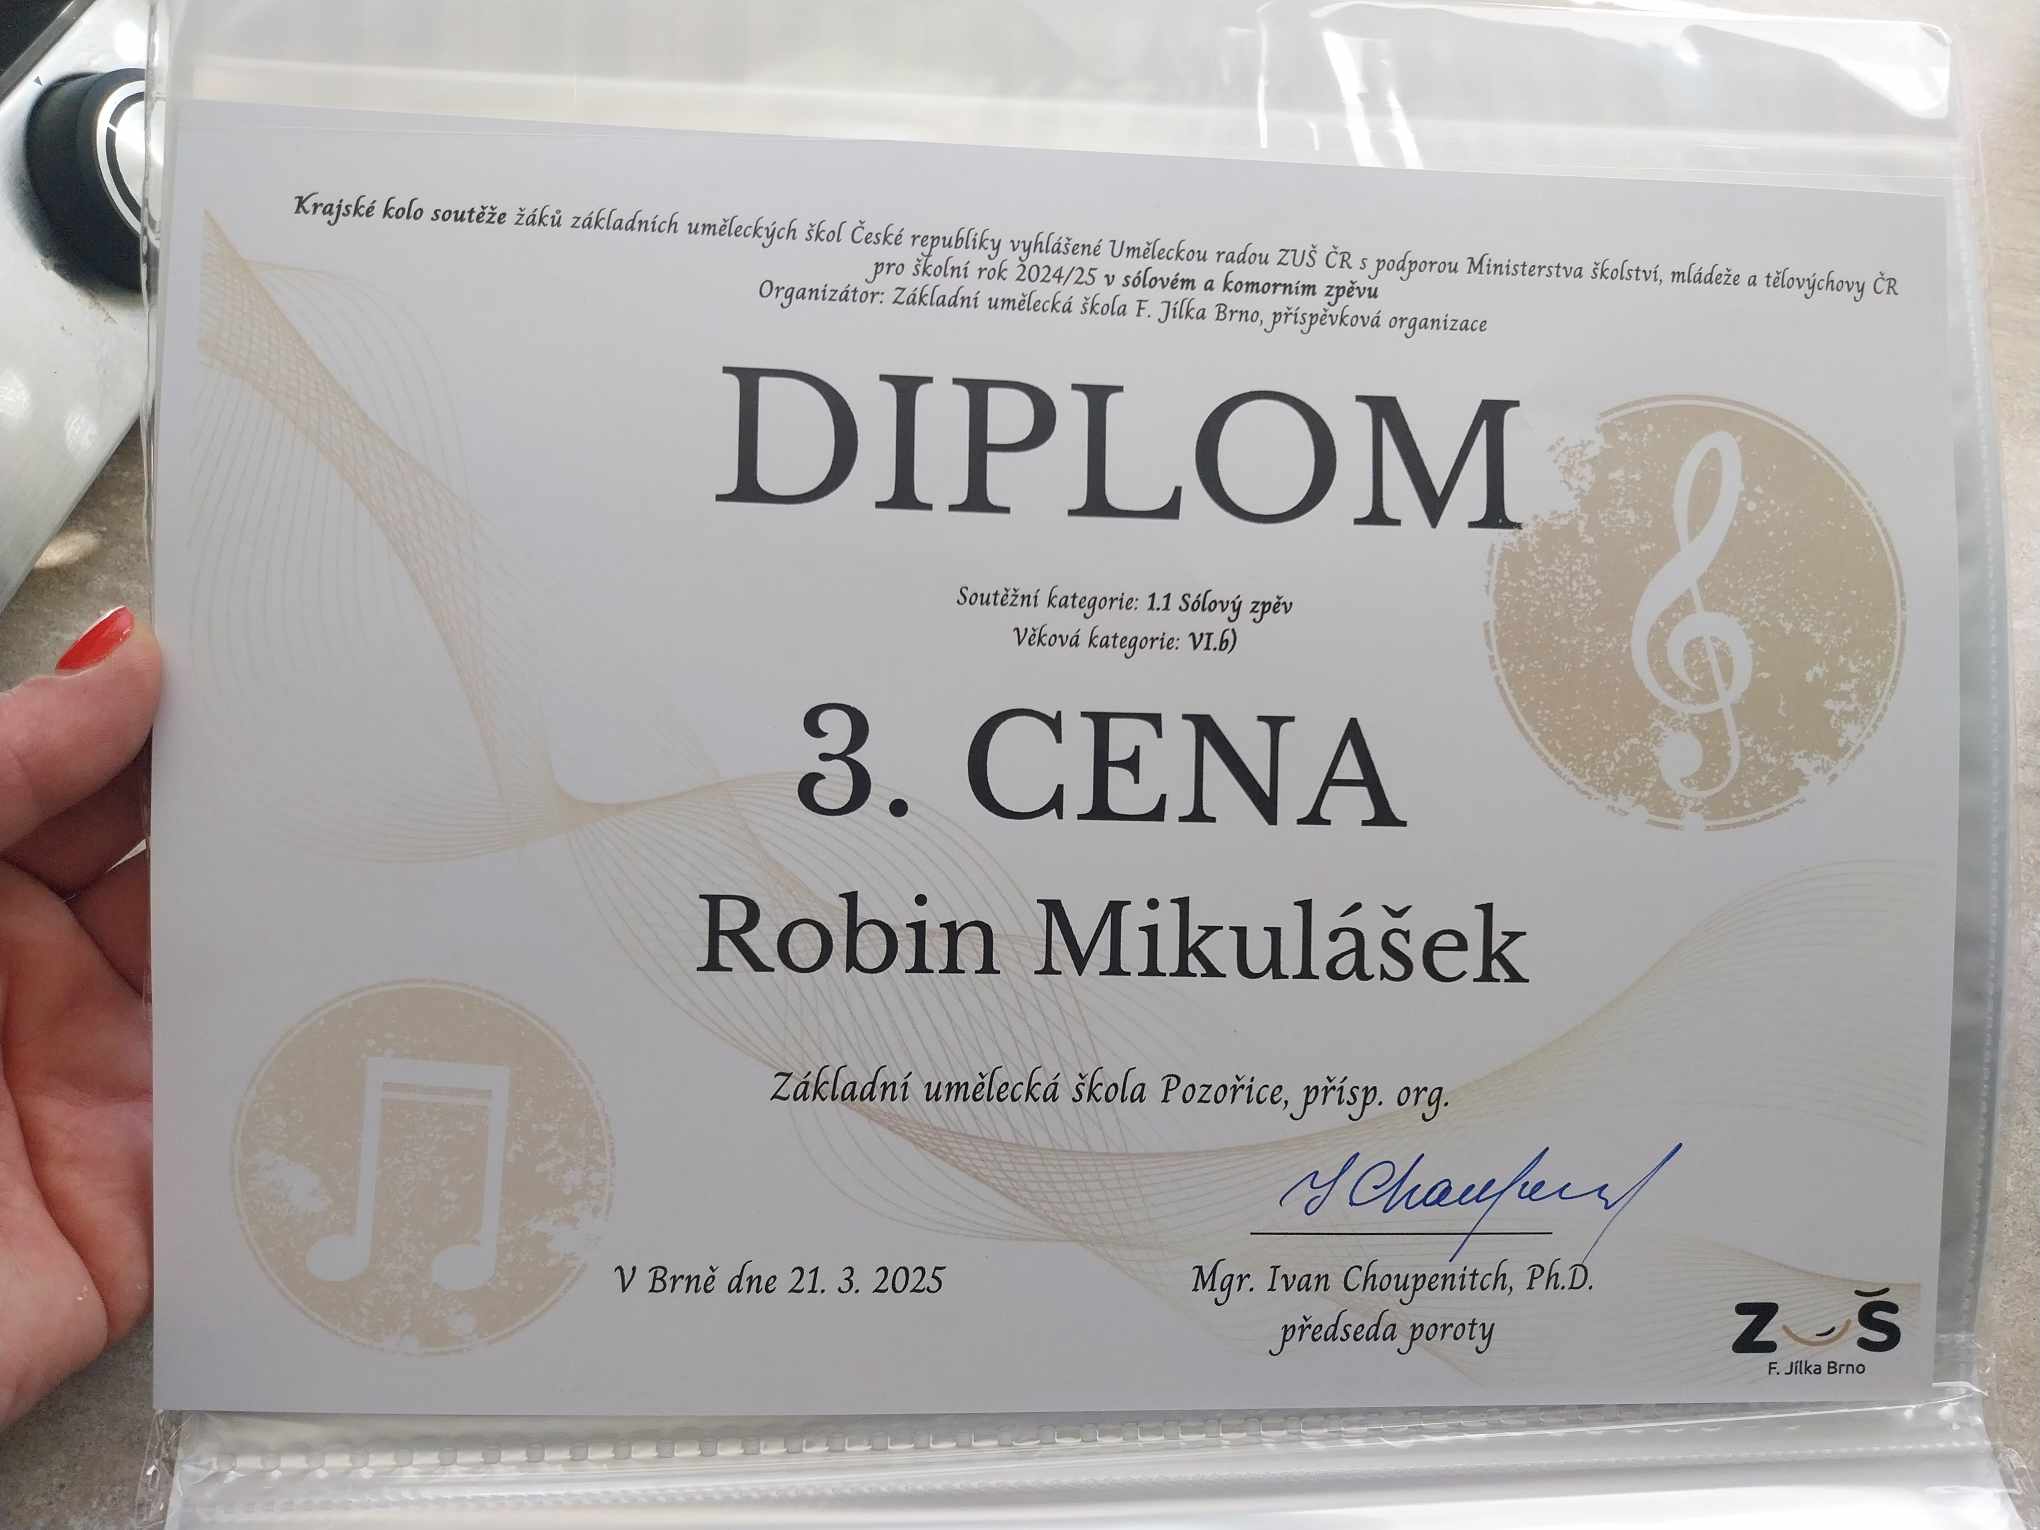 Krajské kolo soutěže žáků základních uměleckých škol České republiky vyhlášené Uměleckou radou ZUŠ ČR s podporou Ministerstva školství, mládeže a tělovýchovy ČR
pro školní rok 2024/25 v sólovém a komorním zpěvu
Organizátor: Základní umělecká škola F. Jílka Brno, příspěvková organizace
DIPLOM
Soutěžní kategorie: 1.1 Sólový zpěv
Věková kategorie: VI.b)
3. CENA
Robin Mikulášek
Základní umělecká škola Pozořice, přísp. org.
I Choupenitch
V Brně dne 21. 3. 2025
Mgr. Ivan Choupenitch, Ph.D.
předseda poroty
ZUŠ
F. Jílka Brno